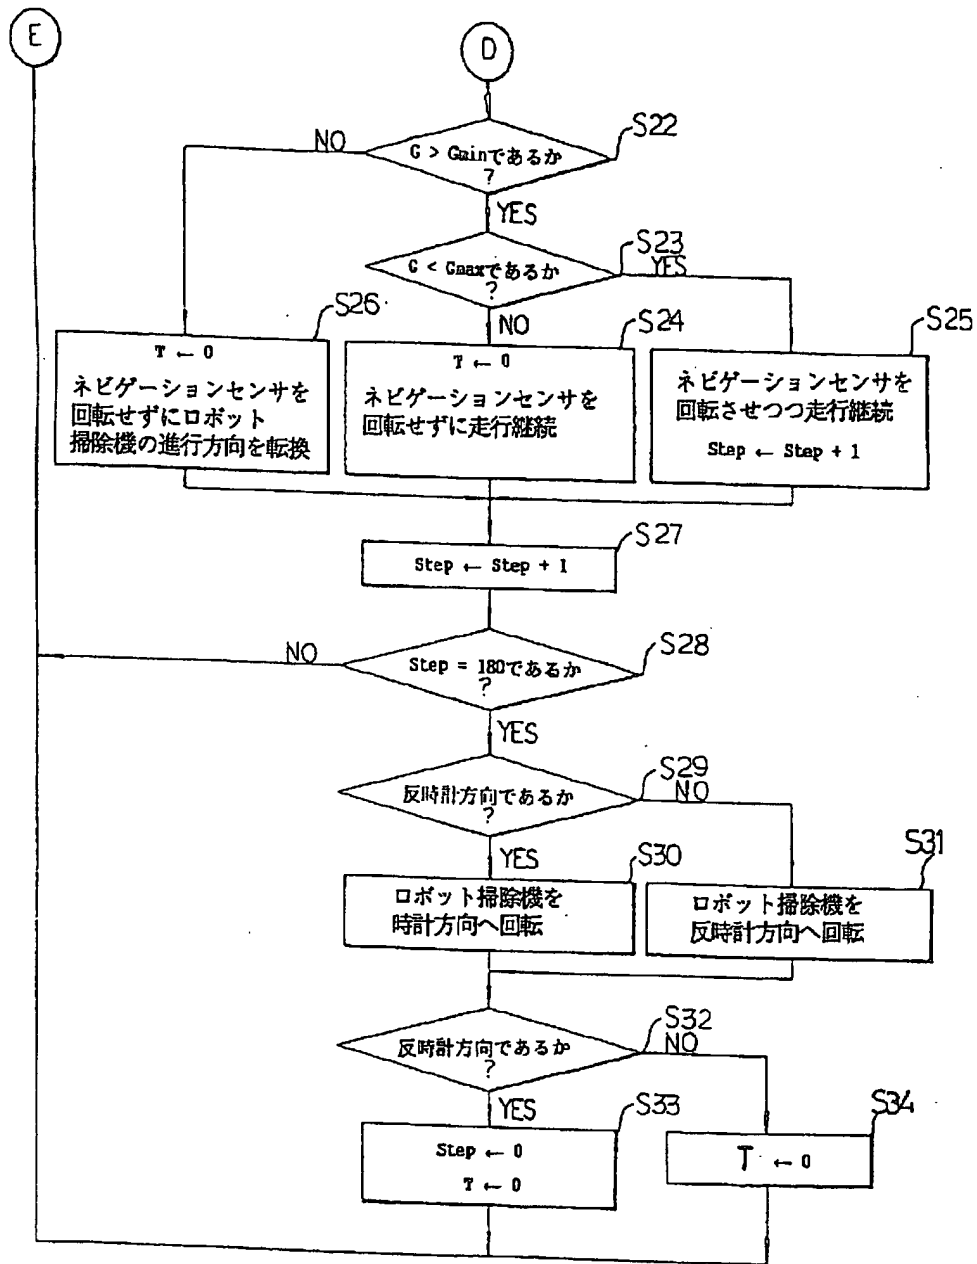 E
D
S22
NO
G > Gminであるか
?
YES
S23
G < Gmaxであるか
?
YES
NO
S26
T ← 0
ネビゲーションセンサを
回転せずにロボット
掃除機の進行方向を転換
S24
T ← 0
ネビゲーションセンサを
回転せずに走行継続
S25
ネビゲーションセンサを
回転させつつ走行継続
Step ← Step + 1
S27
Step ← Step + 1
S28
NO
Step = 180であるか
?
YES
S29
反時計方向であるか
?
NO
YES
S30
ロボット掃除機を
時計方向へ回転
S31
ロボット掃除機を
反時計方向へ回転
S32
反時計方向であるか
?
NO
YES
S33
Step ← 0
T ← 0
S34
T ← 0